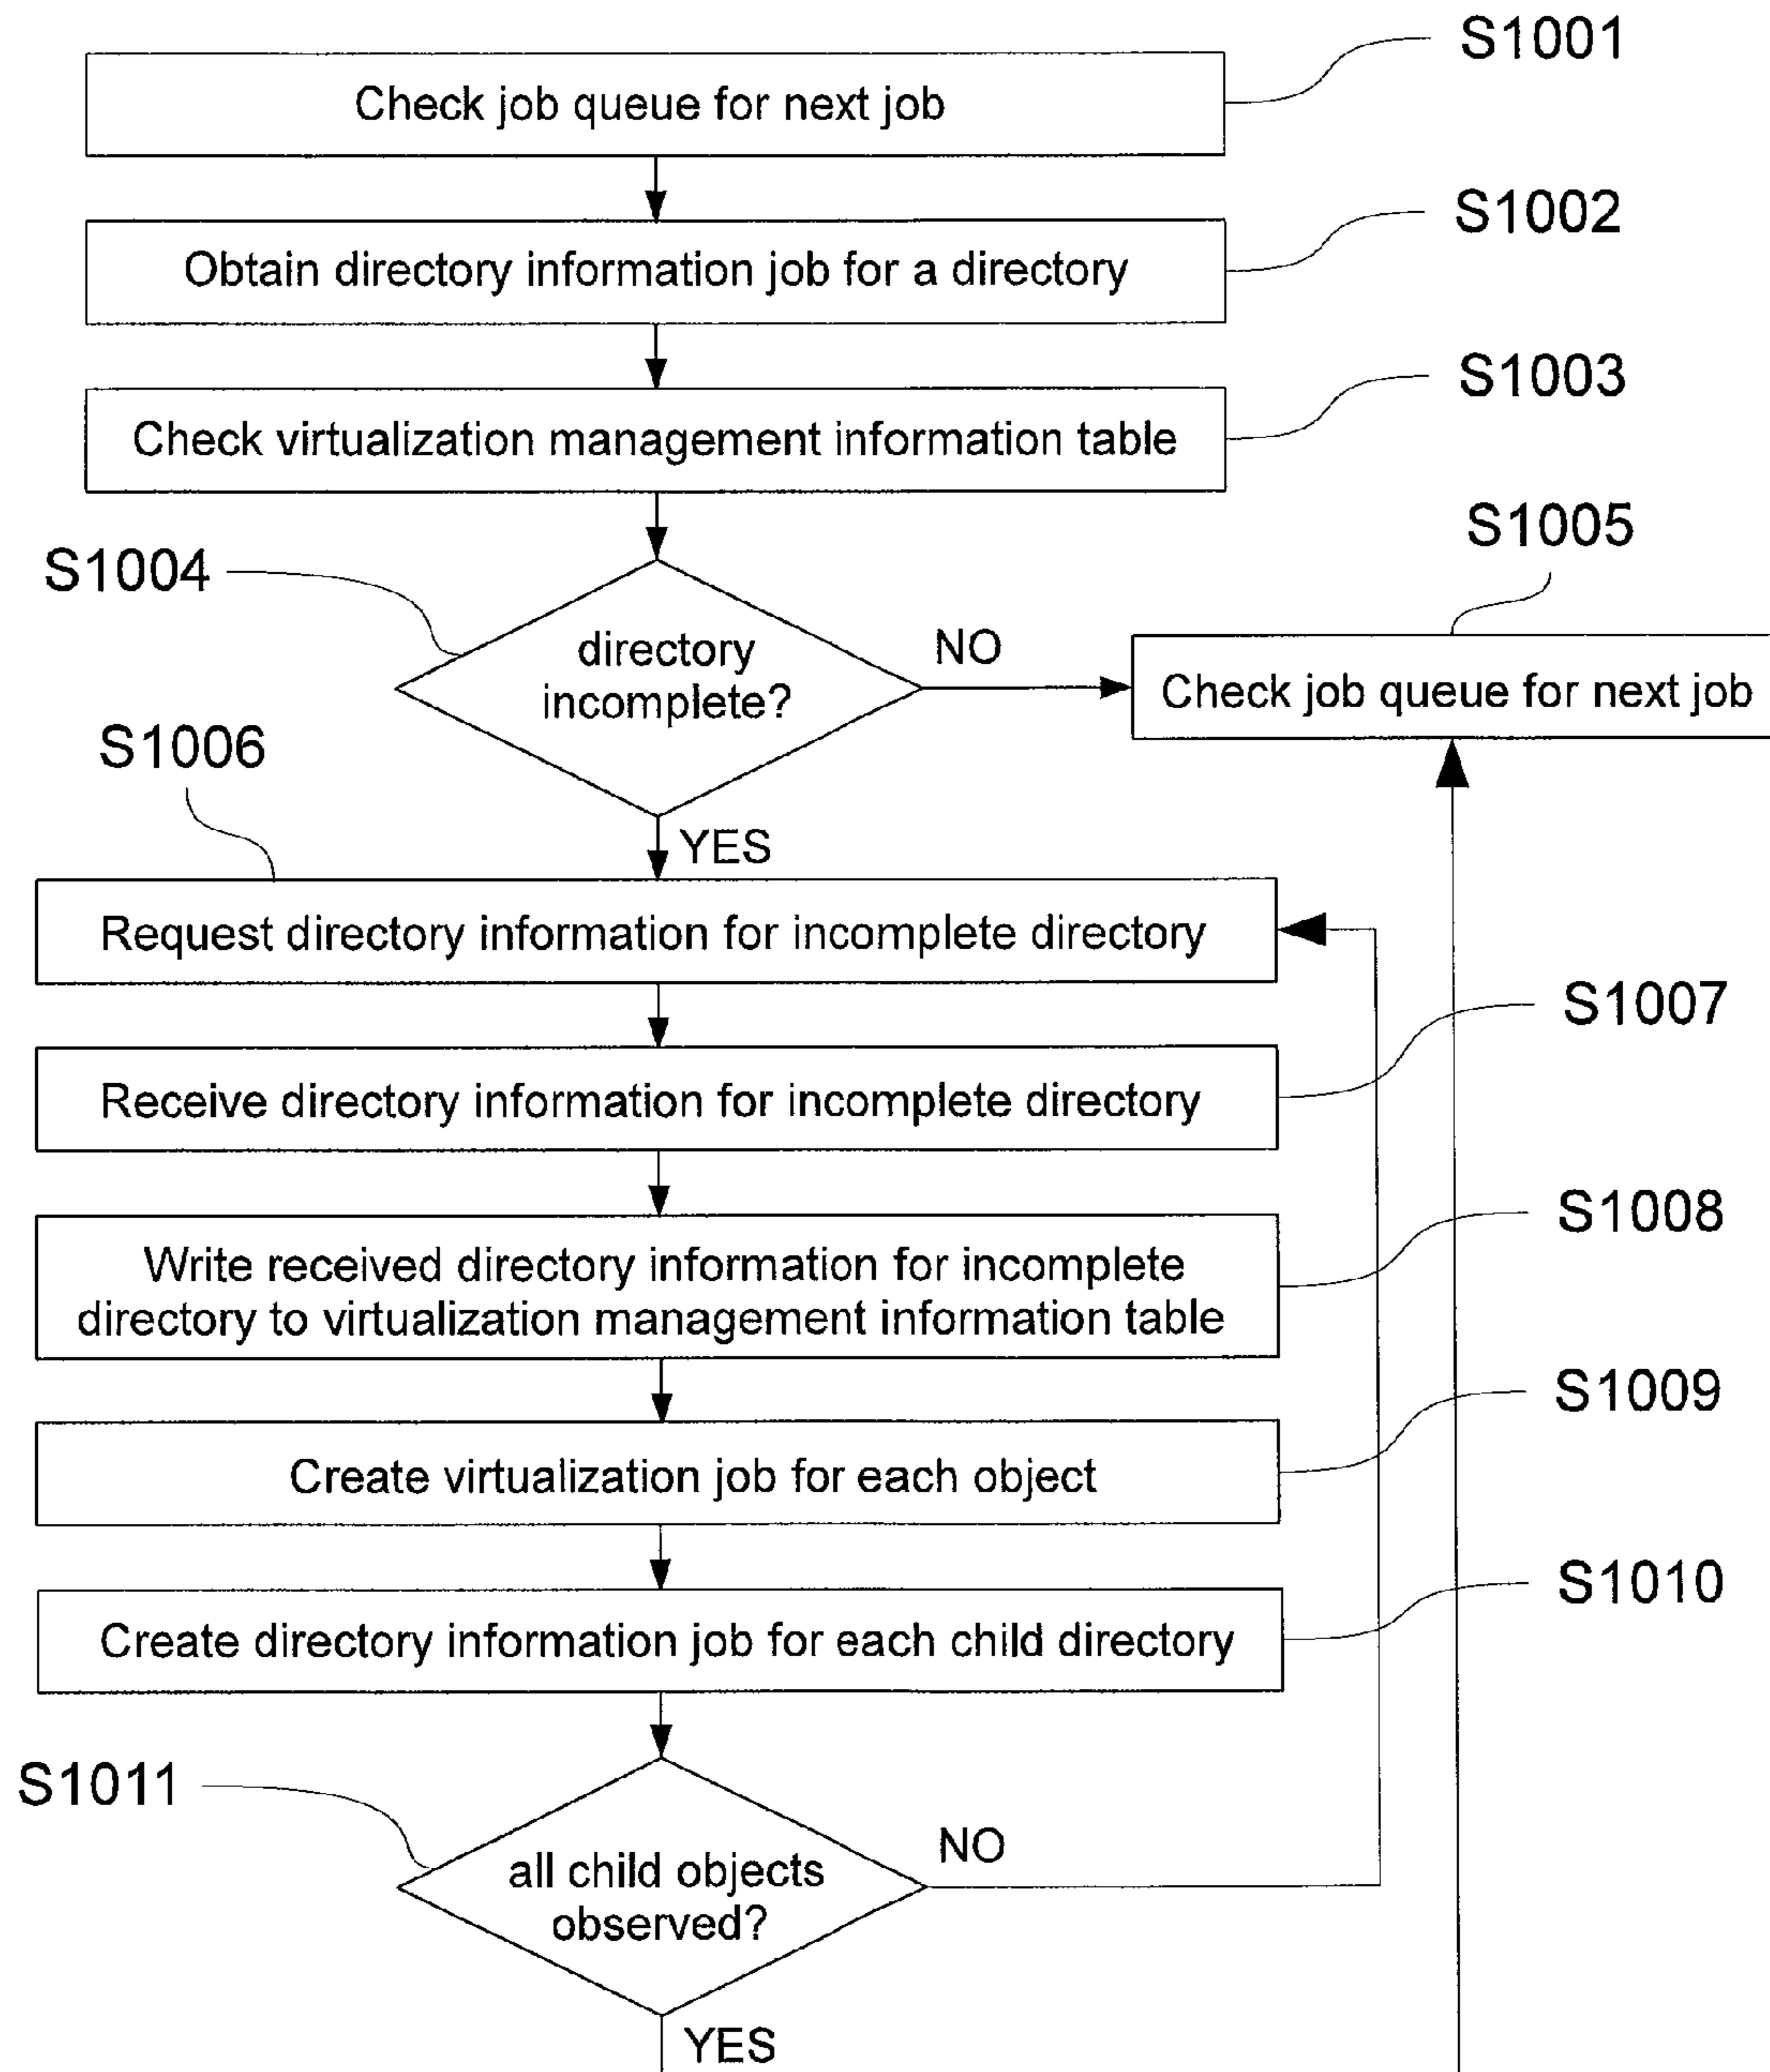 S1001
Check job queue for next job
S1002
Obtain directory information job for a directory
S1003
Check virtualization management information table
S1004
directory
incomplete?
NO
S1005
Check job queue for next job
S1006
YES
Request directory information for incomplete directory
S1007
Receive directory information for incomplete directory
S1008
Write received directory information for incomplete
directory to virtualization management information table
S1009
Create virtualization job for each object
S1010
Create directory information job for each child directory
S1011
all child objects
observed?
NO
YES